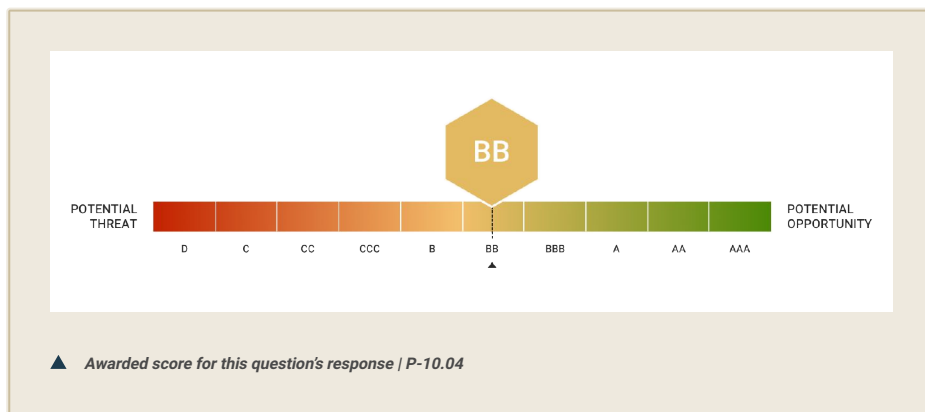 BB
POTENTIAL
THREAT
POTENTIAL
OPPORTUNITY
D C CC CCC B BB BBB A AA AAA
Awarded score for this question's response | P-10.04